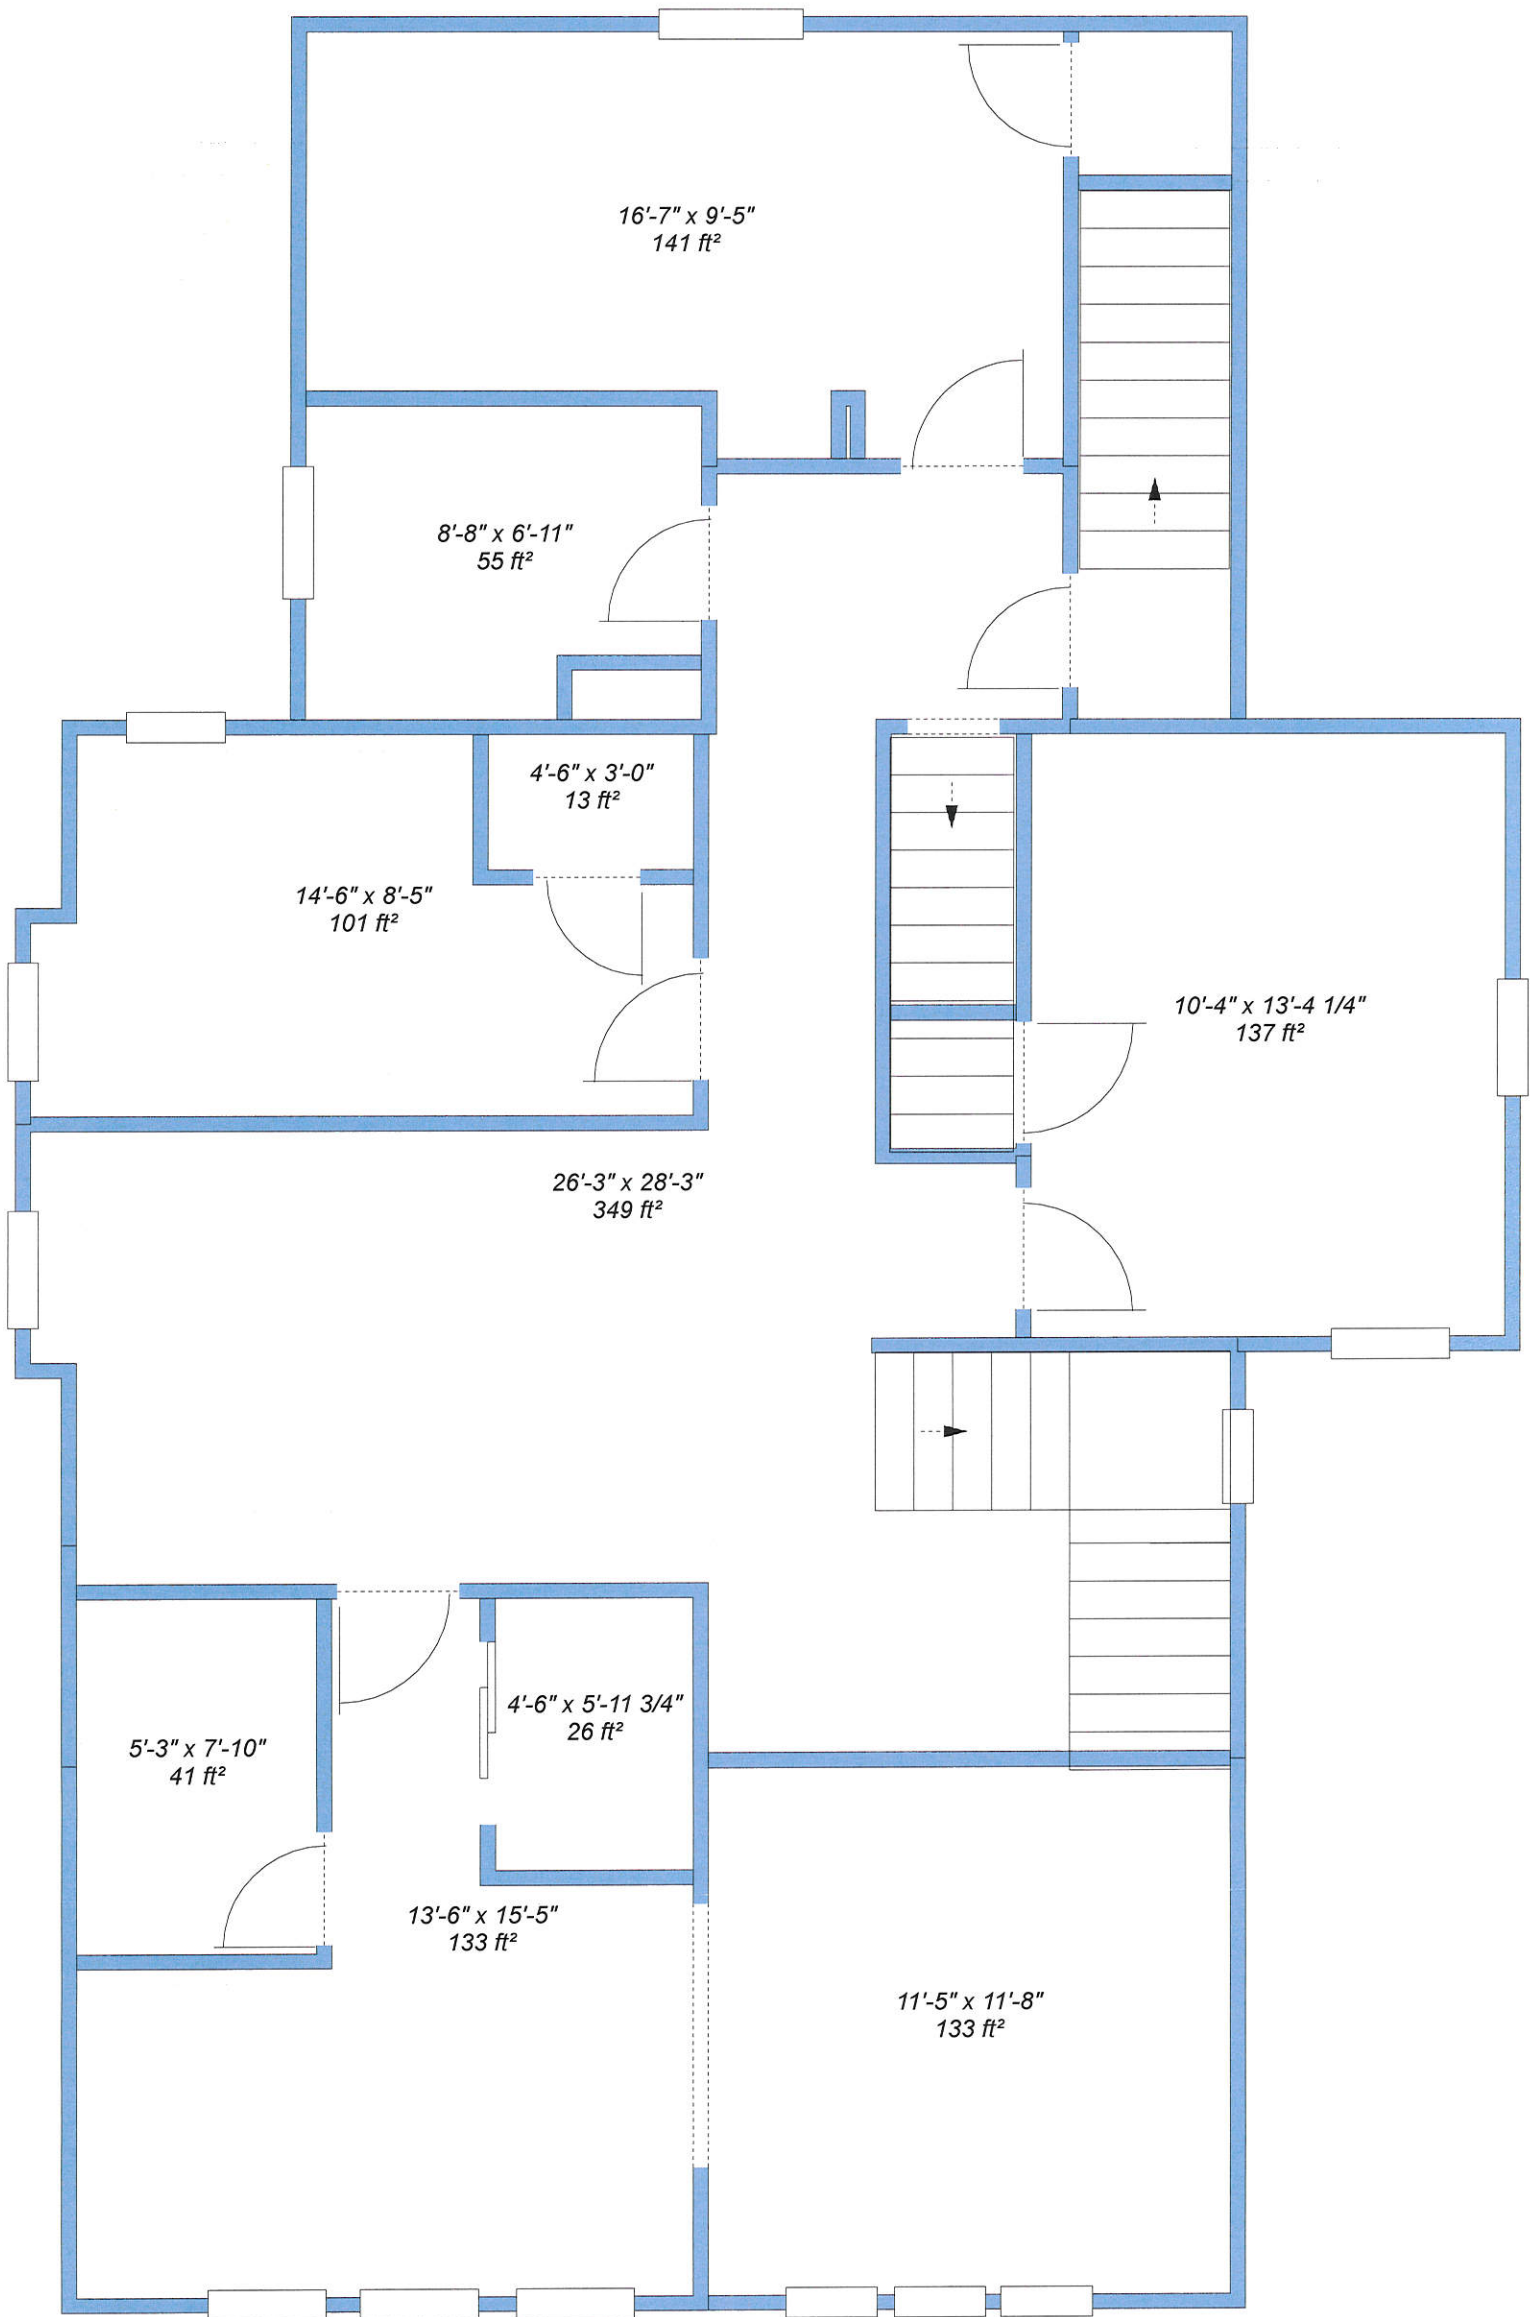 16'-7" x 9'-5"
141 ft²
8'-8" x 6'-11"
55 ft²
4'-6" x 3'-0"
13 ft²
14'-6" x 8'-5"
101 ft²
10'-4" x 13'-4 1/4"
137 ft²
26'-3" x 28'-3"
349 ft²
4'-6" x 5'-11 3/4"
26 ft²
5'-3" x 7'-10"
41 ft²
13'-6" x 15'-5"
133 ft²
11'-5" x 11'-8"
133 ft²